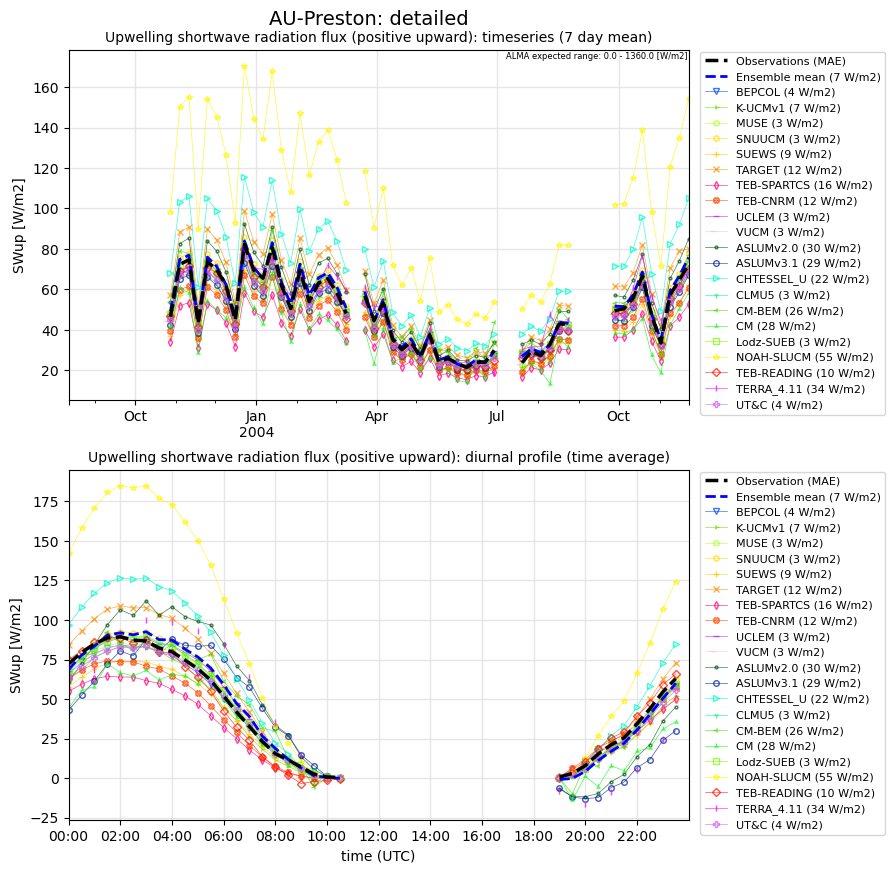 AU-Preston: detailed
Upwelling shortwave radiation flux (positive upward): timeseries (7 day mean)
ALMA expected range: 0.0 - 1360.0 [W/m2]
SWup [W/m2]
160
140
120
100
80
60
40
20
Oct
Jan
2004
Apr
Jul
Oct
Observations (MAE)
Ensemble mean (7 W/m2)
BEPCOL (4 W/m2)
K-UCMv1 (7 W/m2)
MUSE (3 W/m2)
SNUUCM (3 W/m2)
SUEWS (9 W/m2)
TARGET (12 W/m2)
TEB-SPARTCS (16 W/m2)
TEB-CNRM (12 W/m2)
UCLEM (3 W/m2)
VUCM (3 W/m2)
ASLUMv2.0 (30 W/m2)
ASLUMv3.1 (29 W/m2)
CHTESSEL_U (22 W/m2)
CLMU5 (3 W/m2)
CM-BEM (26 W/m2)
CM (28 W/m2)
Lodz-SUEB (3 W/m2)
NOAH-SLUCM (55 W/m2)
TEB-READING (10 W/m2)
TERRA_4.11 (34 W/m2)
UT&C (4 W/m2)
Upwelling shortwave radiation flux (positive upward): diurnal profile (time average)
SWup [W/m2]
175
150
125
100
75
50
25
0
−25
00:00
02:00
04:00
06:00
08:00
10:00
12:00
14:00
16:00
18:00
20:00
22:00
time (UTC)
Observation (MAE)
Ensemble mean (7 W/m2)
BEPCOL (4 W/m2)
K-UCMv1 (7 W/m2)
MUSE (3 W/m2)
SNUUCM (3 W/m2)
SUEWS (9 W/m2)
TARGET (12 W/m2)
TEB-SPARTCS (16 W/m2)
TEB-CNRM (12 W/m2)
UCLEM (3 W/m2)
VUCM (3 W/m2)
ASLUMv2.0 (30 W/m2)
ASLUMv3.1 (29 W/m2)
CHTESSEL_U (22 W/m2)
CLMU5 (3 W/m2)
CM-BEM (26 W/m2)
CM (28 W/m2)
Lodz-SUEB (3 W/m2)
NOAH-SLUCM (55 W/m2)
TEB-READING (10 W/m2)
TERRA_4.11 (34 W/m2)
UT&C (4 W/m2)